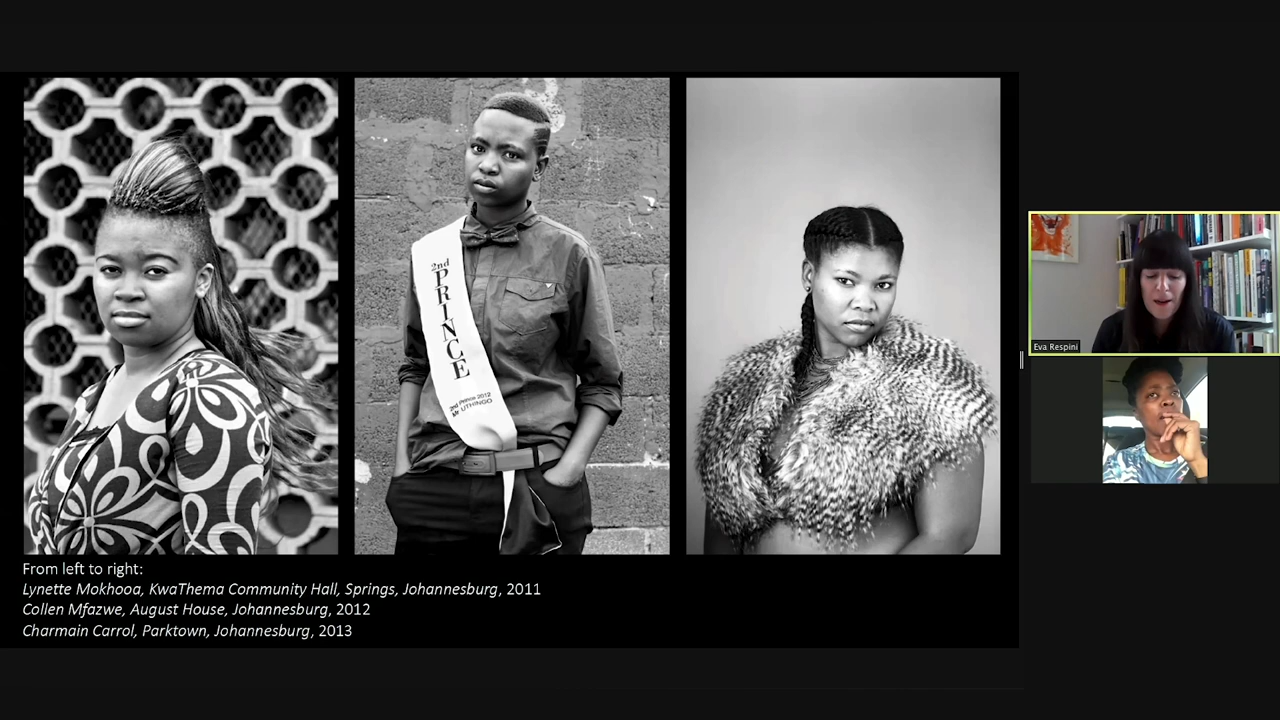 2nd
PRINCE
2nd Prince 2012
Mr UTHINGO
Eva Respini
From left to right:
Lynette Mokhooa, KwaThema Community Hall, Springs, Johannesburg, 2011
Collen Mfazwe, August House, Johannesburg, 2012
Charmain Carrol, Parktown, Johannesburg, 2013